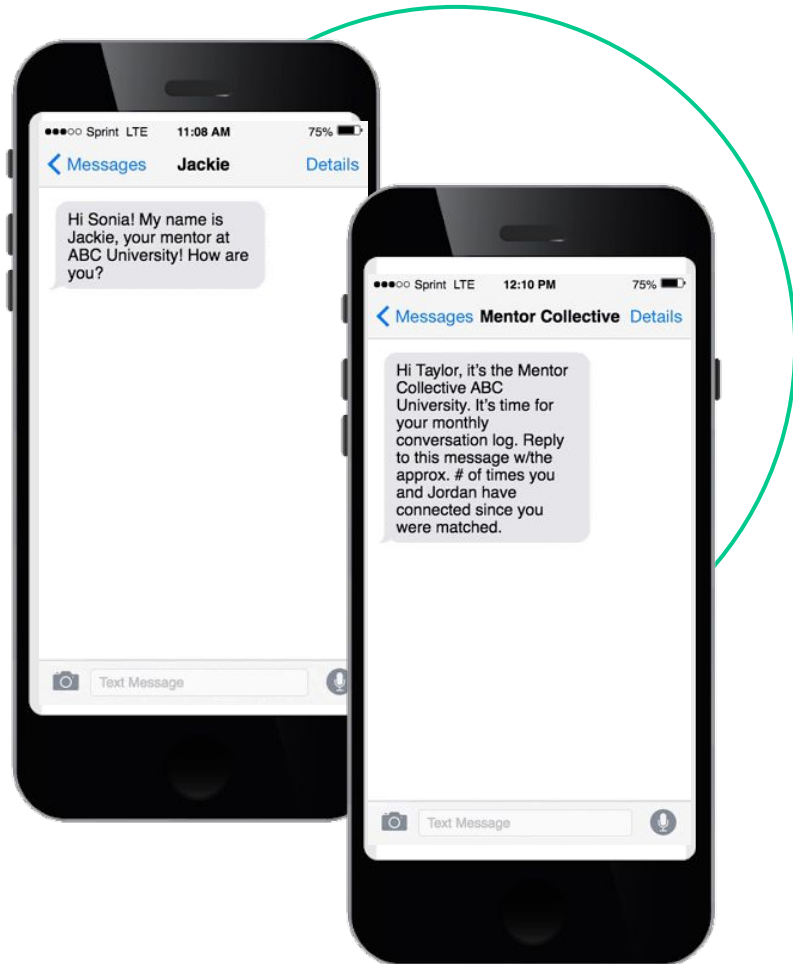 Sprint LTE 11:08 AM 75%
Messages Jackie Details
Hi Sonia! My name is
Jackie, your mentor at
ABC University! How are
you?
Text Message
Sprint LTE 12:10 PM 75%
Messages Mentor Collective Details
Hi Taylor, it's the Mentor
Collective ABC
University. It's time for
your monthly
conversation log. Reply
to this message w/the
approx. # of times you
and Jordan have
connected since you
were matched.
Text Message